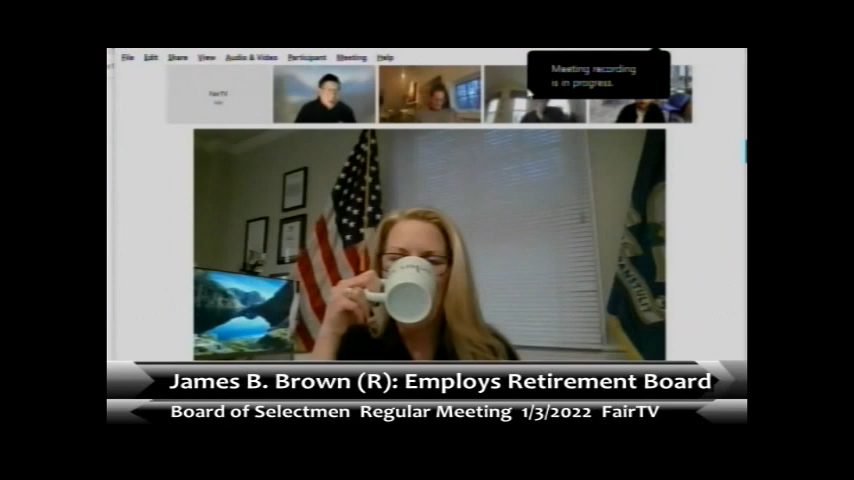 File Edit Share View Audio & Video Participant Meeting Help
Meeting recording
is in progress.
FairTV
James B. Brown (R): Employs Retirement Board
Board of Selectmen Regular Meeting 1/3/2022 FairTV